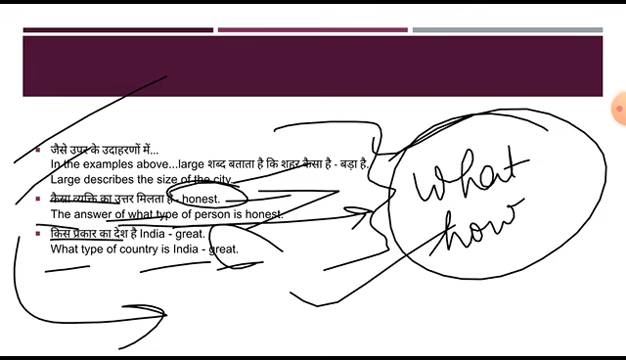 जैसे उपर के उदाहरणों में...
In the examples above...large शब्द बताता है कि शहर कैसा है - बड़ा है.
Large describes the size of the city.
कैसा व्यक्ति का उत्तर मिलता है - honest.
The answer of what type of person is honest.
किस प्रकार का देश है India - great.
What type of country is India - great.
what
how